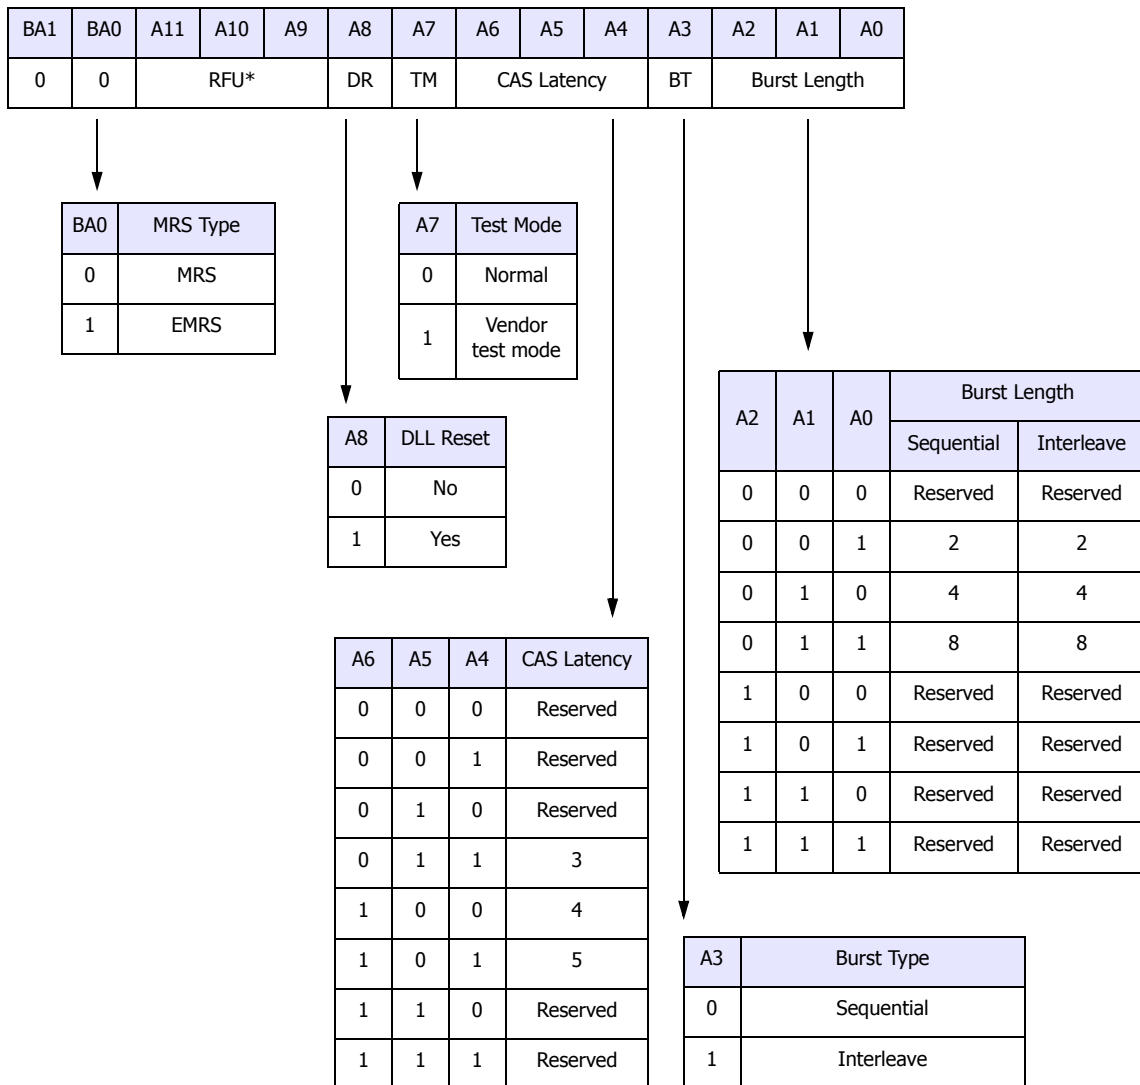 BA1 BA0 A11 A10 A9 A8 A7 A6 A5 A4 A3 A2 A1 A0
0 0 RFU* DR TM CAS Latency BT Burst Length
BA0 MRS Type
0 MRS
1 EMRS
A7 Test Mode
0 Normal
1 Vendor
test mode
A8 DLL Reset
0 No
1 Yes
A2 A1 A0 Burst Length
Sequential Interleave
0 0 0 Reserved Reserved
0 0 1 2 2
0 1 0 4 4
0 1 1 8 8
1 0 0 Reserved Reserved
1 0 1 Reserved Reserved
1 1 0 Reserved Reserved
1 1 1 Reserved Reserved
A6 A5 A4 CAS Latency
0 0 0 Reserved
0 0 1 Reserved
0 1 0 Reserved
0 1 1 3
1 0 0 4
1 0 1 5
1 1 0 Reserved
1 1 1 Reserved
A3 Burst Type
0 Sequential
1 Interleave